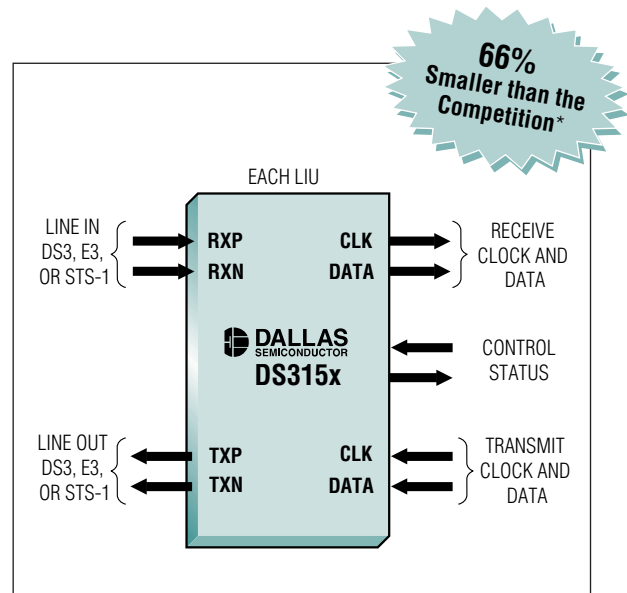 66%
Smaller than the
Competition*
EACH LIU
LINE IN
DS3, E3,
OR STS-1
RXP
RXN
CLK
DATA
RECEIVE
CLOCK AND
DATA
DALLAS
SEMICONDUCTOR
DS315x
CONTROL
STATUS
LINE OUT
DS3, E3,
OR STS-1
TXP
TXN
CLK
DATA
TRANSMIT
CLOCK AND
DATA